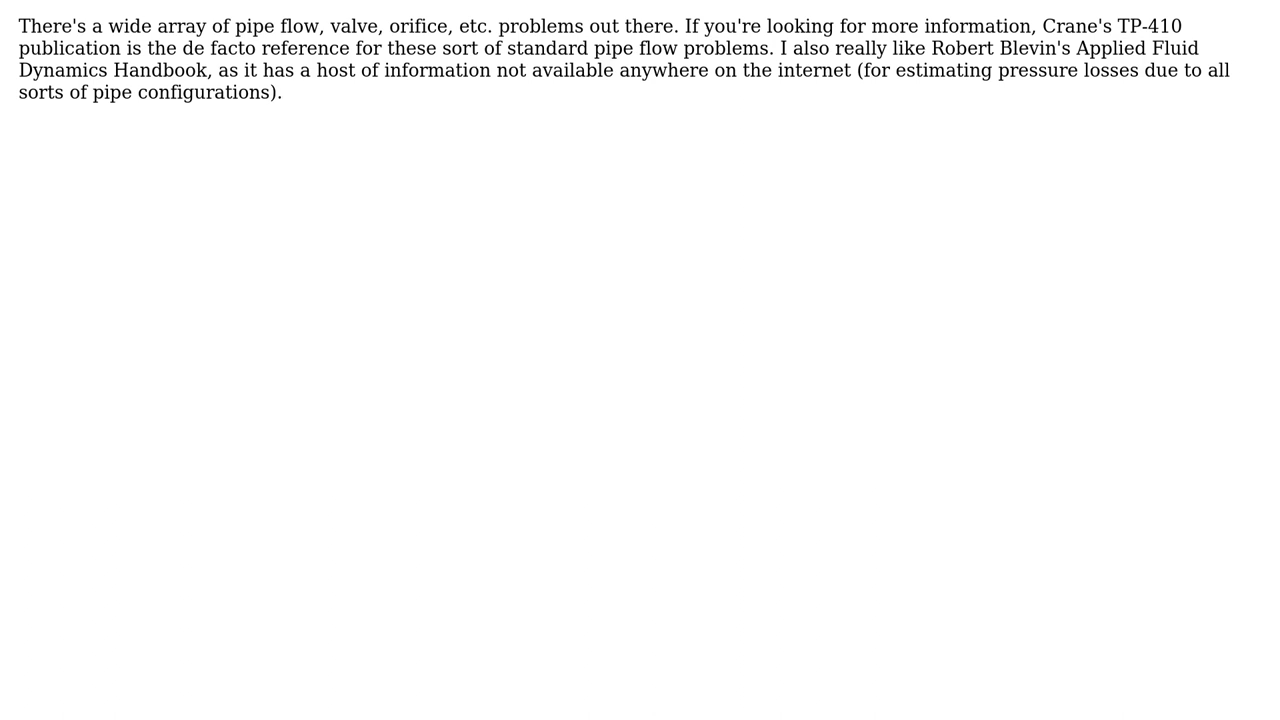 There's a wide array of pipe flow, valve, orifice, etc. problems out there. If you're looking for more information, Crane's TP-410
publication is the de facto reference for these sort of standard pipe flow problems. I also really like Robert Blevin's Applied Fluid
Dynamics Handbook, as it has a host of information not available anywhere on the internet (for estimating pressure losses due to all
sorts of pipe configurations).